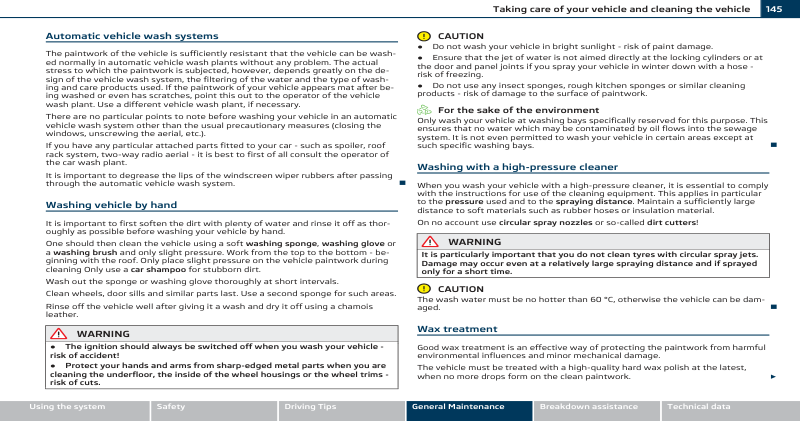 Taking care of your vehicle and cleaning the vehicle 145
Automatic vehicle wash systems
The paintwork of the vehicle is sufficiently resistant that the vehicle can be wash-
ed normally in automatic vehicle wash plants without any problem. The actual
stress to which the paintwork is subjected, however, depends greatly on the de-
sign of the vehicle wash system, the filtering of the water and the type of wash-
ing and care products used. If the paintwork of your vehicle appears mat after be-
ing washed or even has scratches, point this out to the operator of the vehicle
wash plant. Use a different vehicle wash plant, if necessary.
There are no particular points to note before washing your vehicle in an automatic
vehicle wash system other than the usual precautionary measures (closing the
windows, unscrewing the aerial, etc.).
If you have any particular attached parts fitted to your car - such as spoiler, roof
rack system, two-way radio aerial - it is best to first of all consult the operator of
the car wash plant.
It is important to degrease the lips of the windscreen wiper rubbers after passing
through the automatic vehicle wash system.
Washing vehicle by hand
It is important to first soften the dirt with plenty of water and rinse it off as thor-
oughly as possible before washing your vehicle by hand.
One should then clean the vehicle using a soft washing sponge, washing glove or
a washing brush and only slight pressure. Work from the top to the bottom - be-
ginning with the roof. Only place slight pressure on the vehicle paintwork during
cleaning Only use a car shampoo for stubborn dirt.
Wash out the sponge or washing glove thoroughly at short intervals.
Clean wheels, door sills and similar parts last. Use a second sponge for such areas.
Rinse off the vehicle well after giving it a wash and dry it off using a chamois
leather.
WARNING
● The ignition should always be switched off when you wash your vehicle -
risk of accident!
● Protect your hands and arms from sharp-edged metal parts when you are
cleaning the underfloor, the inside of the wheel housings or the wheel trims -
risk of cuts.
CAUTION
● Do not wash your vehicle in bright sunlight - risk of paint damage.
● Ensure that the jet of water is not aimed directly at the locking cylinders or at
the door and panel joints if you spray your vehicle in winter down with a hose -
risk of freezing.
● Do not use any insect sponges, rough kitchen sponges or similar cleaning
products - risk of damage to the surface of paintwork.
For the sake of the environment
Only wash your vehicle at washing bays specifically reserved for this purpose. This
ensures that no water which may be contaminated by oil flows into the sewage
system. It is not even permitted to wash your vehicle in certain areas except at
such specific washing bays.
Washing with a high-pressure cleaner
When you wash your vehicle with a high-pressure cleaner, it is essential to comply
with the instructions for use of the cleaning equipment. This applies in particular
to the pressure used and to the spraying distance. Maintain a sufficiently large
distance to soft materials such as rubber hoses or insulation material.
On no account use circular spray nozzles or so-called dirt cutters!
WARNING
It is particularly important that you do not clean tyres with circular spray jets.
Damage may occur even at a relatively large spraying distance and if sprayed
only for a short time.
CAUTION
The wash water must be no hotter than 60 °C, otherwise the vehicle can be dam-
aged.
Wax treatment
Good wax treatment is an effective way of protecting the paintwork from harmful
environmental influences and minor mechanical damage.
The vehicle must be treated with a high-quality hard wax polish at the latest,
when no more drops form on the clean paintwork.
Using the system Safety Driving Tips General Maintenance Breakdown assistance Technical data